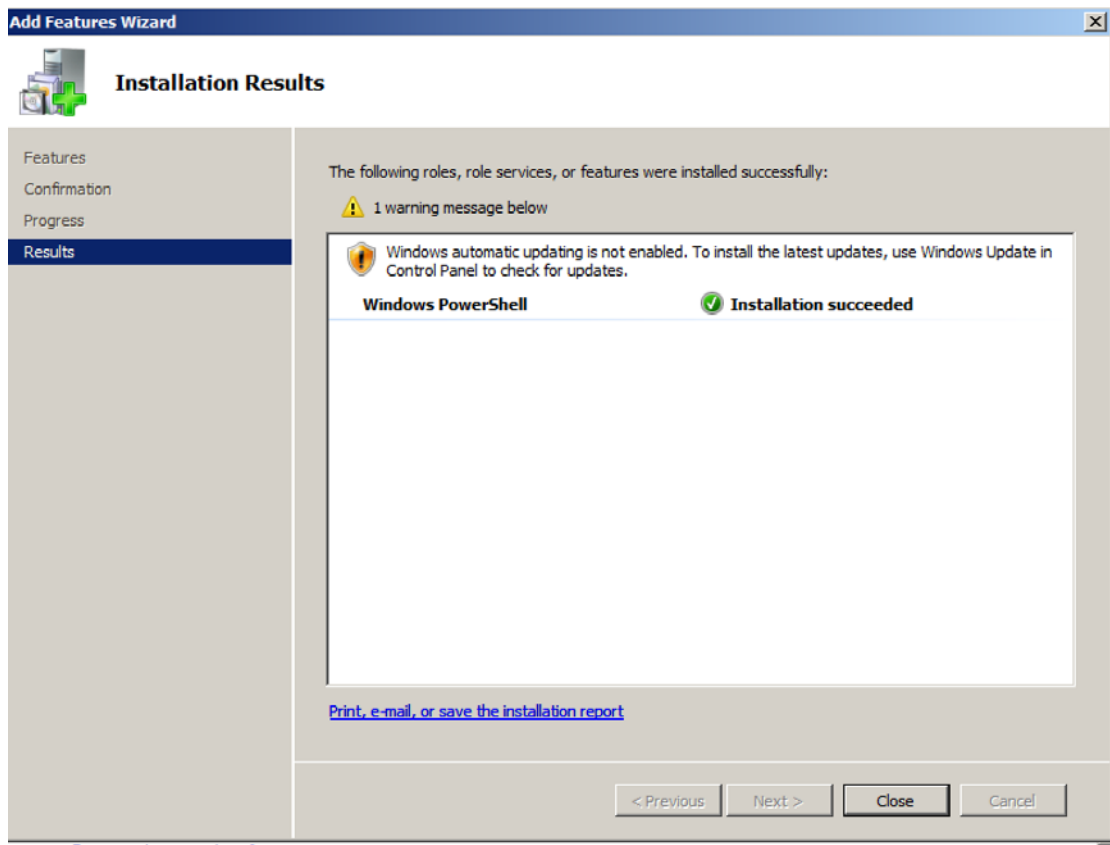 Add Features Wizard
Installation Results
Features
Confirmation
Progress
Results
The following roles, role services, or features were installed successfully:
1 warning message below
Windows automatic updating is not enabled. To install the latest updates, use Windows Update in
Control Panel to check for updates.
Windows PowerShell Installation succeeded
Print, e-mail, or save the installation report
< Previous Next > Close Cancel